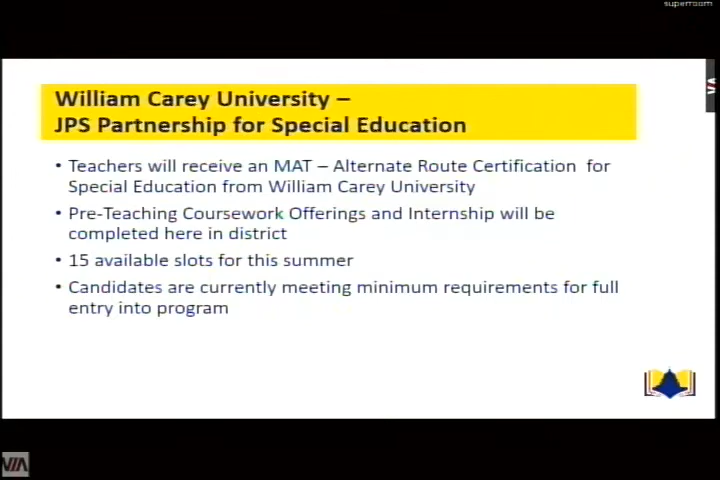 superroom
William Carey University –
JPS Partnership for Special Education
• Teachers will receive an MAT – Alternate Route Certification for
Special Education from William Carey University
• Pre-Teaching Coursework Offerings and Internship will be
completed here in district
• 15 available slots for this summer
• Candidates are currently meeting minimum requirements for full
entry into program
VIA